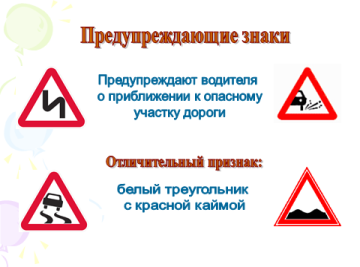 Предупреждающие знаки
Предупреждают водителя
о приближении к опасному
участку дороги
Отличительный признак:
белый треугольник
с красной каймой